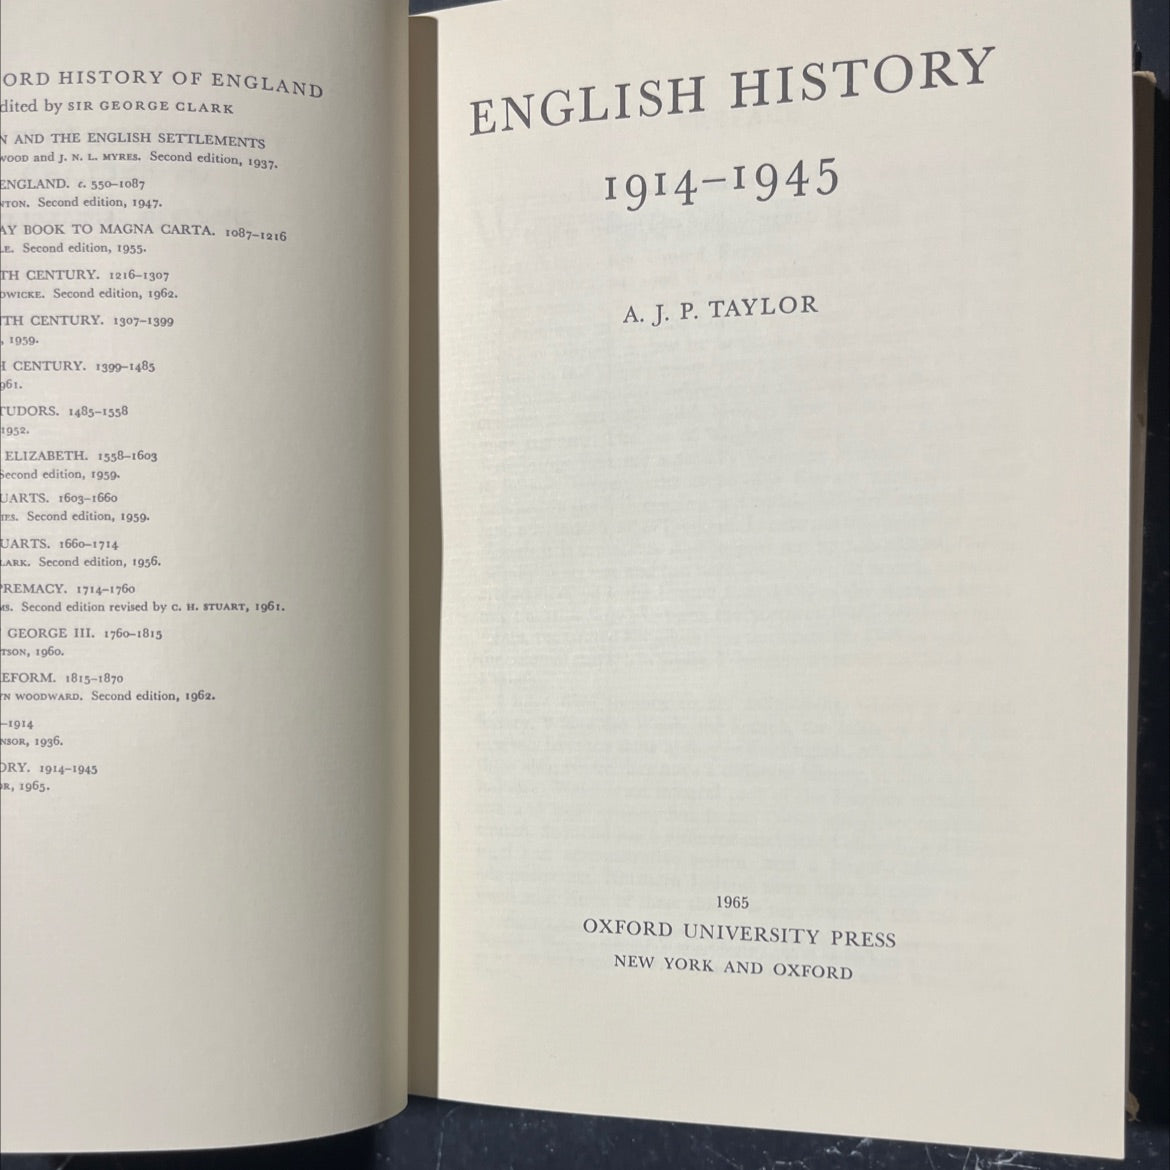 ORD HISTORY OF ENGLAND
dited by SIR GEORGE CLARK
N AND THE ENGLISH SETTLEMENTS
WOOD and J. N. L. MYRES. Second edition, 1937.
ENGLAND. c. 550–1087
NTON. Second edition, 1947.
AY BOOK TO MAGNA CARTA. 1087–1216
LE. Second edition, 1955.
TH CENTURY. 1216–1307
OWICKE. Second edition, 1962.
TH CENTURY. 1307–1399
, 1959.
H CENTURY. 1399–1485
961.
TUDORS. 1485–1558
1952.
ELIZABETH. 1558–1603
Second edition, 1959.
UARTS. 1603–1660
IES. Second edition, 1959.
UARTS. 1660–1714
LARK. Second edition, 1956.
PREMACY. 1714–1760
MS. Second edition revised by C. H. STUART, 1961.
GEORGE III. 1760–1815
TSON, 1960.
EFORM. 1815–1870
N WOODWARD. Second edition, 1962.
–1914
NSOR, 1936.
ORY. 1914–1945
OR, 1965.
ENGLISH HISTORY
1914–1945
A. J. P. TAYLOR
1965
OXFORD UNIVERSITY PRESS
NEW YORK AND OXFORD